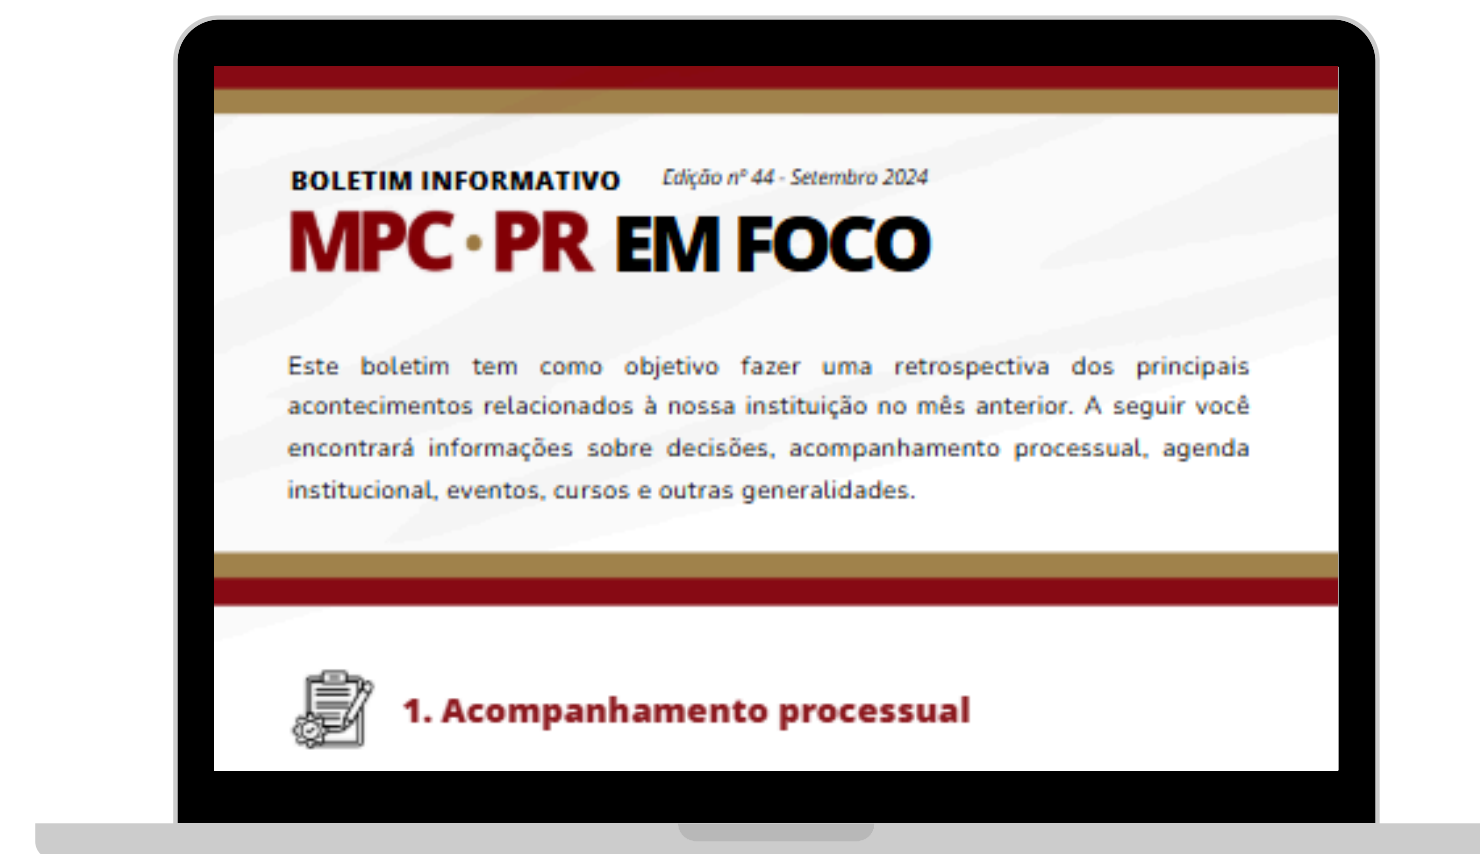 BOLETIM INFORMATIVO Edição nº 44 - Setembro 2024
MPC • PR EM FOCO
Este boletim tem como objetivo fazer uma retrospectiva dos principais
acontecimentos relacionados à nossa instituição no mês anterior. A seguir você
encontrará informações sobre decisões, acompanhamento processual, agenda
institucional, eventos, cursos e outras generalidades.
1. Acompanhamento processual